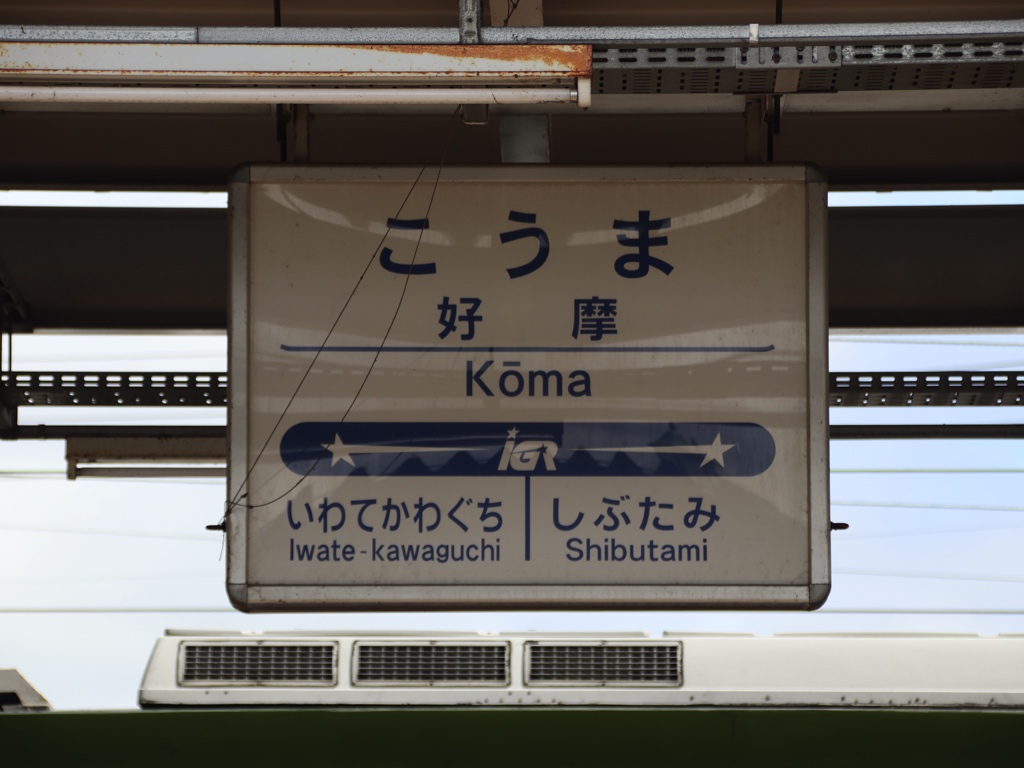 こうま
好摩
Kōma
iGR
いわてかわぐち しぶたみ
Iwate-kawaguchi Shibutami